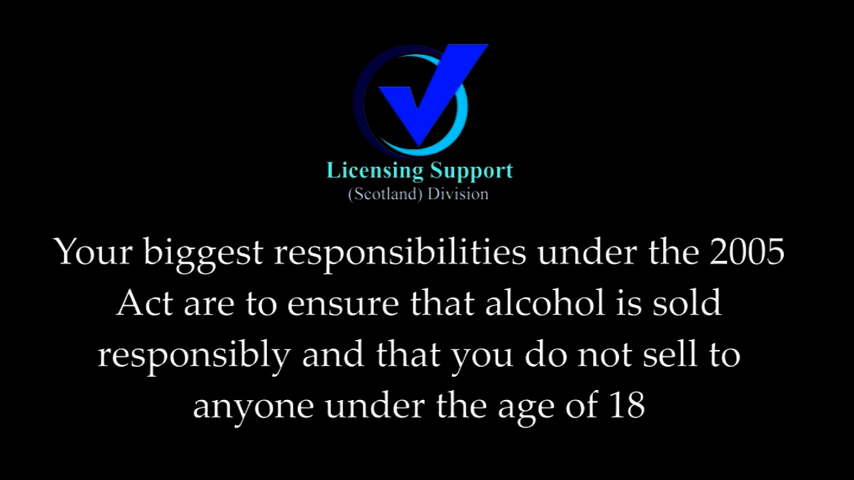 Licensing Support
(Scotland) Division
Your biggest responsibilities under the 2005
Act are to ensure that alcohol is sold
responsibly and that you do not sell to
anyone under the age of 18